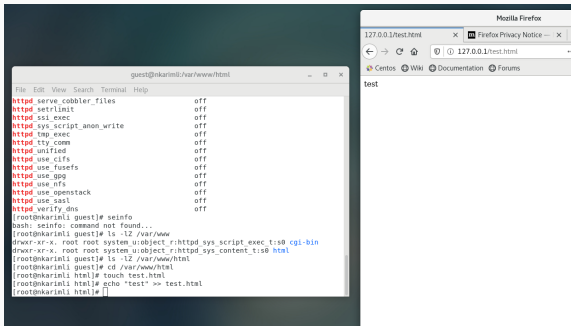 guest@nkarimli:/var/www/html
File Edit View Search Terminal Help
httpd_serve_cobbler_files off
httpd_setrlimit off
httpd_ssi_exec off
httpd_sys_script_anon_write off
httpd_tmp_exec off
httpd_tty_comm off
httpd_unified off
httpd_use_cifs off
httpd_use_fusefs off
httpd_use_gpg off
httpd_use_nfs off
httpd_use_openstack off
httpd_use_sasl off
httpd_verify_dns off
[root@nkarimli guest]# seinfo
bash: seinfo: command not found...
[root@nkarimli guest]# ls -lZ /var/www
drwxr-xr-x. root root system_u:object_r:httpd_sys_script_exec_t:s0 cgi-bin
drwxr-xr-x. root root system_u:object_r:httpd_sys_content_t:s0 html
[root@nkarimli guest]# ls -lZ /var/www/html
[root@nkarimli guest]# cd /var/www/html
[root@nkarimli html]# touch test.html
[root@nkarimli html]# echo "test" >> test.html
[root@nkarimli html]#
Mozilla Firefox
127.0.0.1/test.html
Firefox Privacy Notice —
127.0.0.1/test.html
Centos Wiki Documentation Forums
test